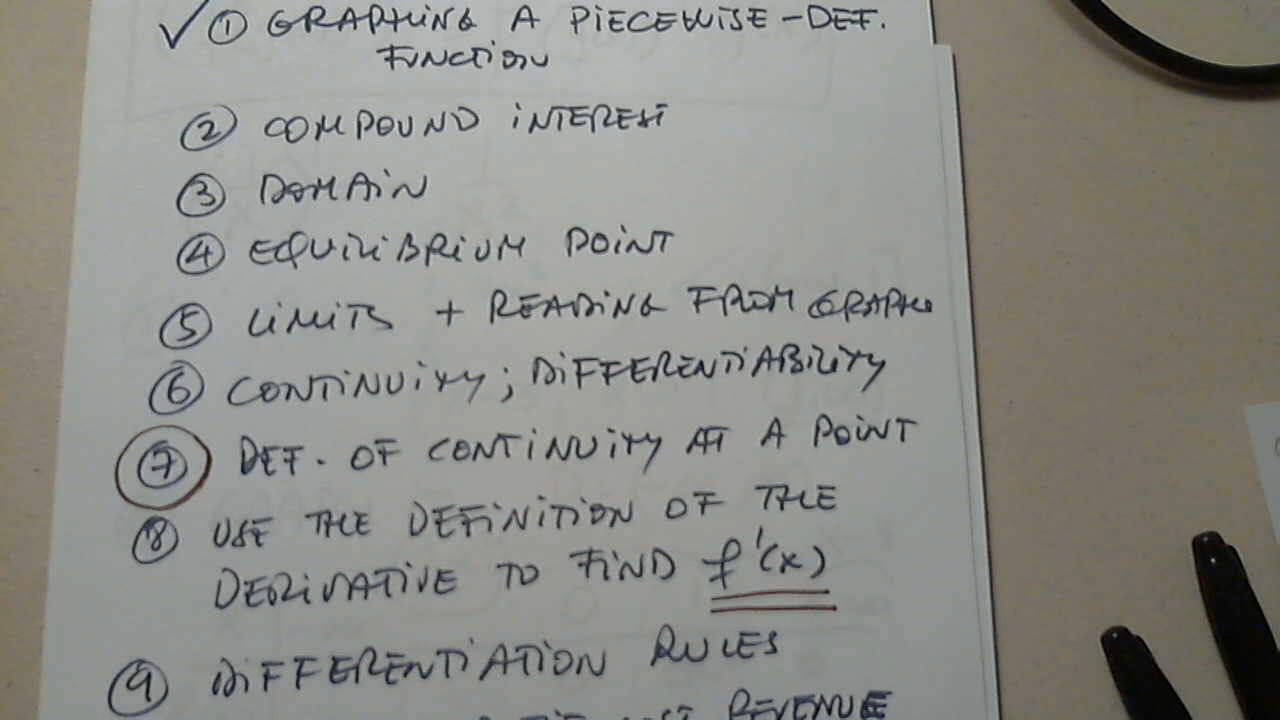 ✓ ① GRAPHING A PIECEWISE-DEF.
FUNCTION
② COMPOUND INTEREST
③ DOMAIN
④ EQUILIBRIUM POINT
⑤ LIMITS + READING FROM GRAPHS
⑥ CONTINUITY; DIFFERENTIABILITY
⑦ DEF. OF CONTINUITY AT A POINT
⑧ USE THE DEFINITION OF THE
DERIVATIVE TO FIND f'(x)
⑨ DIFFERENTIATION RULES
REVENUE